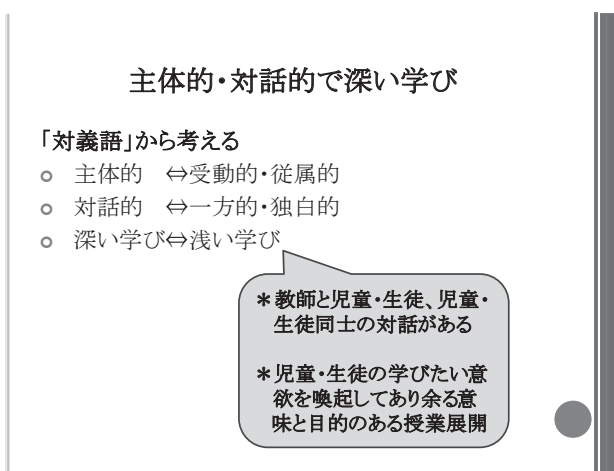 主体的・対話的で深い学び
「対義語」から考える
主体的　⇔受動的・従属的
対話的　⇔一方的・独白的
深い学び⇔浅い学び
＊教師と児童・生徒、児童・
生徒同士の対話がある
＊児童・生徒の学びたい意
欲を喚起してあり余る意
味と目的のある授業展開